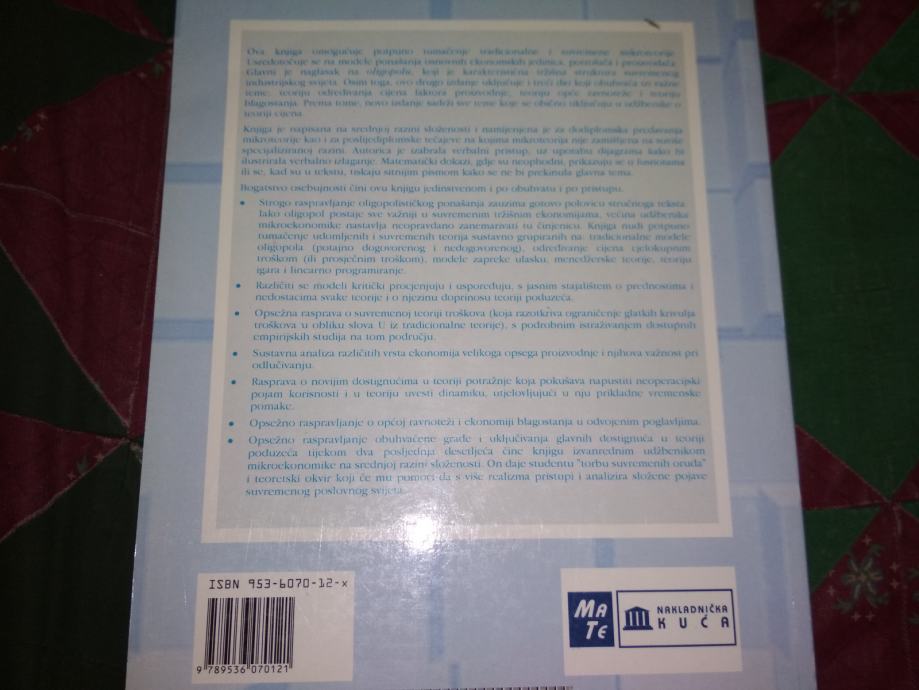 Ova knjiga omogućuje potpuno tumačenje tradicionalne i suvremene mikroteorije.
Usredotočuje se na modele ponašanja osnovnih ekonomskih jedinica, potrošača i proizvođača.
Glavni je naglasak na oligopolu, koji je karakteristična tržišna struktura suvremenog
industrijskog svijeta. Osim toga, ovo drugo izdanje uključuje i treći dio koji obuhvaća tri važne
teme, teoriju određivanja cijena faktora proizvodnje, teoriju opće ravnoteže i teoriju
blagostanja. Prema tome, novo izdanje sadrži sve teme koje se obično uključuju u udžbenike o
teoriji cijena.
Knjiga je napisana na srednjoj razini složenosti i namijenjena je za dodiplomska predavanja
mikroteorije kao i za poslijediplomske tečajeve na kojima mikroteorija nije zamišljena na suviše
specijaliziranoj razini. Autorica je izabrala verbalni pristup, uz uporabu dijagrama kako bi
ilustrirala verbalno izlaganje. Matematički dokazi, gdje su neophodni, prikazuju se u fusnotama
ili se, kad su u tekstu, tiskaju sitnijim pismom kako se ne bi prekinula glavna tema.
Bogatstvo osebujnosti čini ovu knjigu jedinstvenom i po obuhvatu i po pristupu.
• Strogo raspravljanje oligopolističkog ponašanja zauzima gotovo polovicu stručnoga teksta.
Iako oligopol postaje sve važniji u suvremenim tržišnim ekonomijama, većina udžbenika
mikroekonomike nastavlja neopravdano zanemarivati tu činjenicu. Knjiga nudi potpuno
tumačenje udomljenih i suvremenih teorija sustavno grupiranih na: tradicionalne modele
oligopola (potajno dogovorenog i nedogovorenog), određivanje cijena cjelokupnim
troškom (ili prosječnim troškom), modele zapreke ulasku, menedžerske teorije, teoriju
igara i linearno programiranje.
• Različiti se modeli kritički procjenjuju i uspoređuju, s jasnim stajalištem o prednostima i
nedostacima svake teorije i o njezinu doprinosu teoriji poduzeća.
• Opsežna rasprava o suvremenoj teoriji troškova (koja razotkriva ograničenje glatkih krivulja
troškova u obliku slova U iz tradicionalne teorije), s podrobnim istraživanjem dostupnih
empirijskih studija na tom području.
• Sustavna analiza različitih vrsta ekonomija velikoga opsega proizvodnje i njihova važnost pri
odlučivanju.
• Rasprava o novijim dostignućima u teoriji potražnje koja pokušava napustiti neoperacijski
pojam korisnosti i u teoriju uvesti dinamiku, utjelovljujući u nju prikladne vremenske
pomake.
• Opsežno raspravljanje o općoj ravnoteži i ekonomiji blagostanja u odvojenim poglavljima.
• Opsežno raspravljanje obuhvaćene građe i uključivanja glavnih dostignuća u teoriji
poduzeća tijekom dva posljednja desetljeća čine knjigu izvanrednim udžbenikom
mikroekonomike na srednjoj razini složenosti. On daje studentu "torbu suvremenih oruđa"
i teoretski okvir koji će mu pomoći da s više realizma pristupi i analizira složene pojave
suvremenog poslovnog svijeta.
ISBN 953-6070-12-x
9 789536 070121
MATE
NAKLADNIČKA
KUĆA